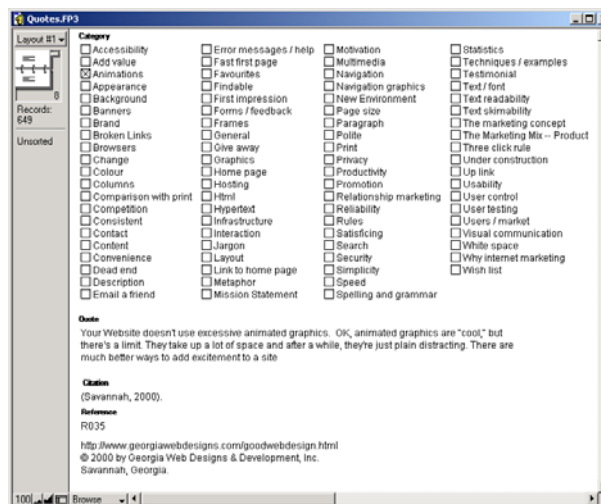 Quotes.FP3
Layout #1
8
Records:
649
Unsorted
Category
Accessibility
Add value
Animations
Appearance
Background
Banners
Brand
Broken Links
Browsers
Change
Colour
Columns
Comparison with print
Competition
Consistent
Contact
Content
Convenience
Dead end
Description
Email a friend
Error messages / help
Fast first page
Favourites
Findable
First impression
Forms / feedback
Frames
General
Give away
Graphics
Home page
Hosting
Html
Hypertext
Infrastructure
Interaction
Jargon
Layout
Link to home page
Metaphor
Mission Statement
Motivation
Multimedia
Navigation
Navigation graphics
New Environment
Page size
Paragraph
Polite
Print
Privacy
Productivity
Promotion
Relationship marketing
Reliability
Rules
Satisficing
Search
Security
Simplicity
Speed
Spelling and grammar
Statistics
Techniques / examples
Testimonial
Text / font
Text readability
Text skimability
The marketing concept
The Marketing Mix -- Product
Three click rule
Under construction
Up link
Usability
User control
User testing
Users / market
Visual communication
White space
Why internet marketing
Wish list
Quote
Your Website doesn't use excessive animated graphics. OK, animated graphics are "cool," but
there's a limit. They take up a lot of space and after a while, they're just plain distracting. There are
much better ways to add excitement to a site
Citation
(Savannah, 2000).
Reference
R035
http://www.georgiawebdesigns.com/goodwebdesign.html
© 2000 by Georgia Web Designs & Development, Inc.
Savannah, Georgia.
100
Browse